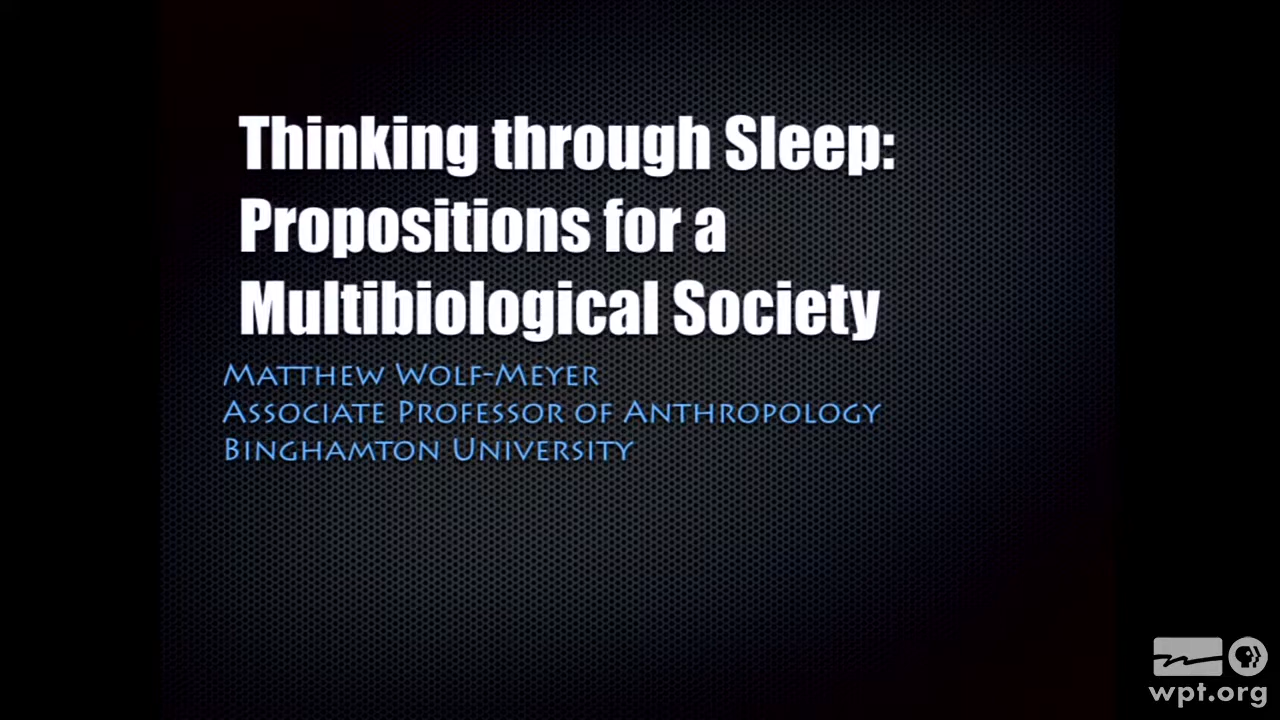 Thinking through Sleep:
Propositions for a
Multibiological Society
Matthew Wolf-Meyer
Associate Professor of Anthropology
Binghamton University
wpt.org